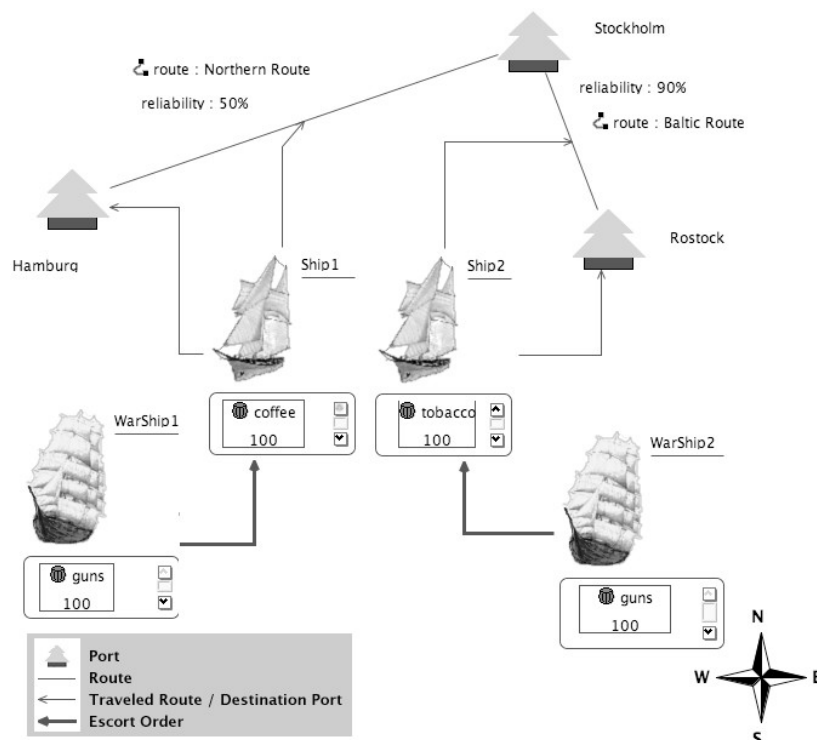 Stockholm
route : Northern Route
reliability : 50%
reliability : 90%
route : Baltic Route
Hamburg
Rostock
Ship1
Ship2
coffee
100
tobacco
100
WarShip1
WarShip2
guns
100
guns
100
Port
Route
Traveled Route / Destination Port
Escort Order
N
W
E
S